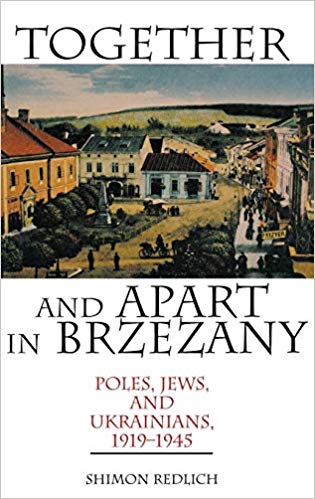 TOGETHER
AND APART
IN BRZEZANY
POLES, JEWS,
AND
UKRAINIANS,
1919–1945
SHIMON REDLICH